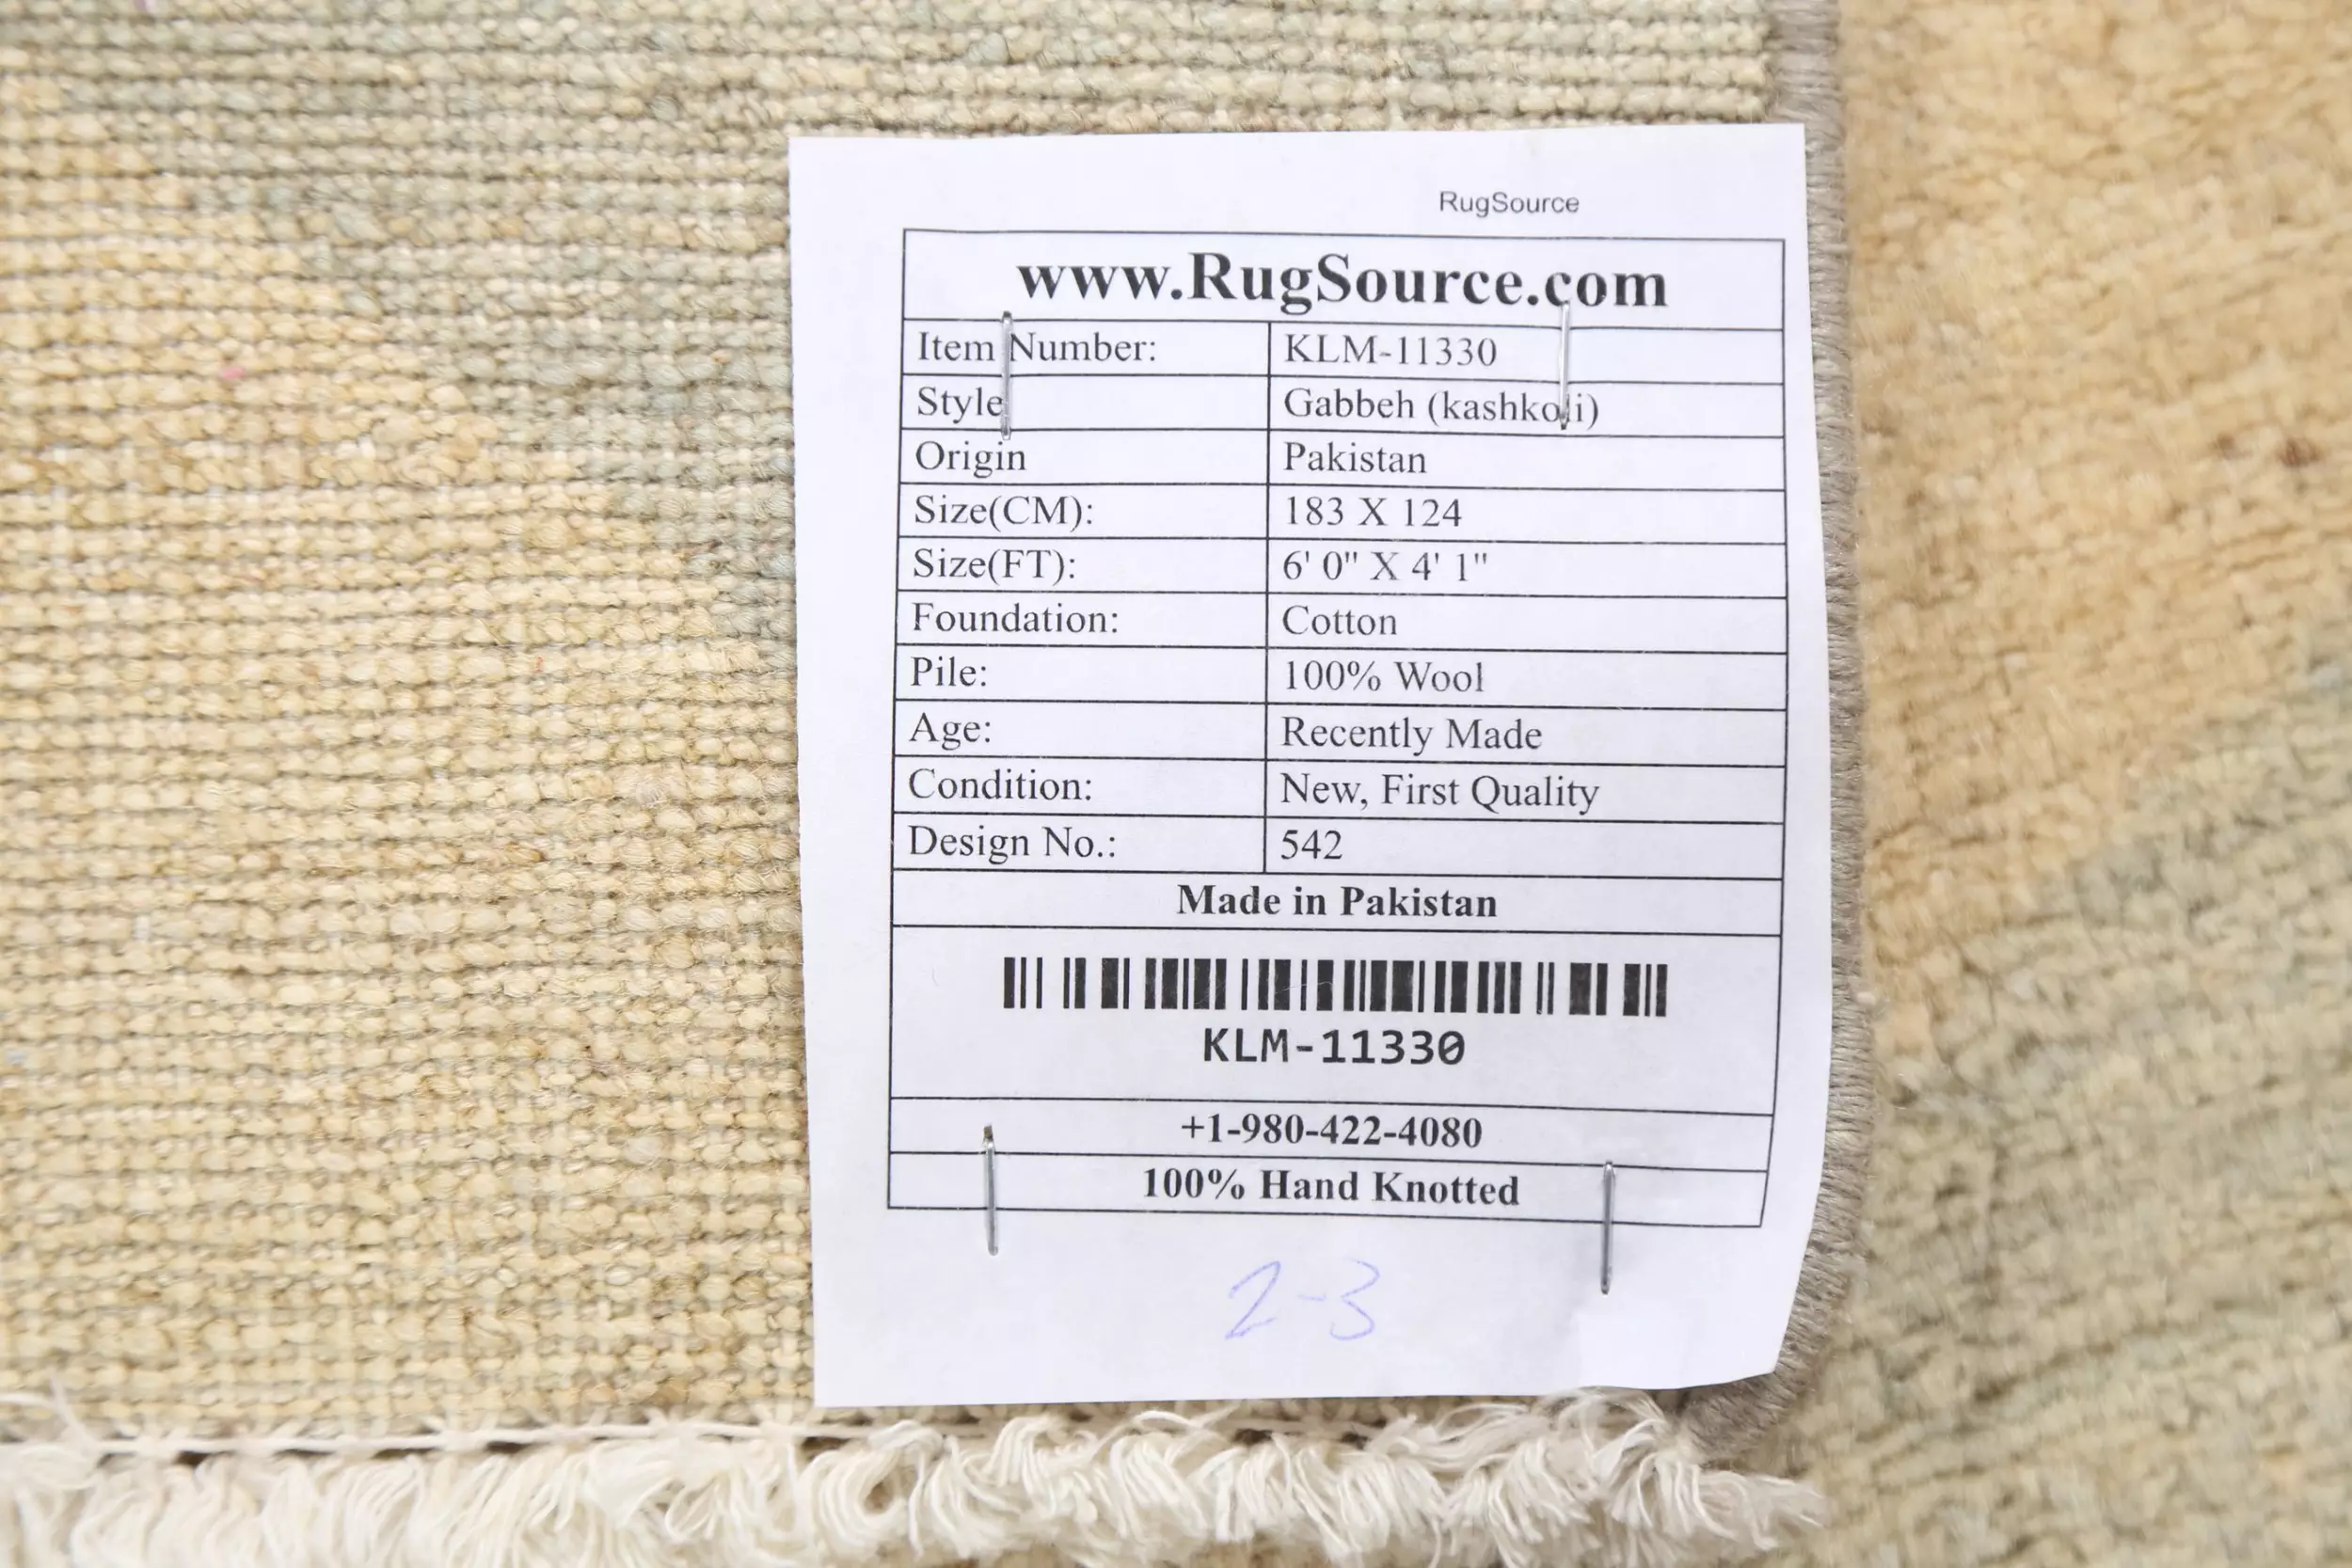 RugSource
www.RugSource.com
Item Number: KLM-11330
Style Gabbeh (kashkoli)
Origin Pakistan
Size(CM): 183 X 124
Size(FT): 6' 0" X 4' 1"
Foundation: Cotton
Pile: 100% Wool
Age: Recently Made
Condition: New, First Quality
Design No.: 542
Made in Pakistan
KLM-11330
+1-980-422-4080
100% Hand Knotted
2-3